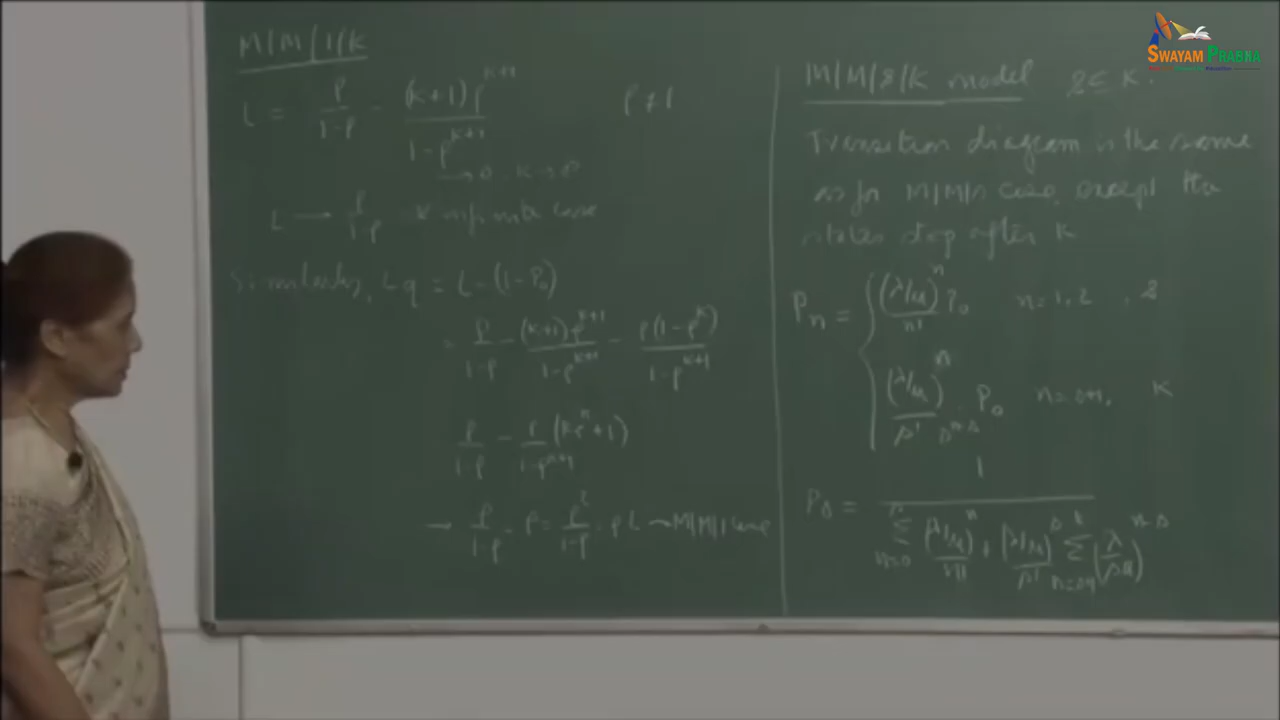 M/M/1/K
L = ρ/(1-ρ) - (K+1)ρ^(K+1)/(1-ρ^(K+1)) ρ≠1
→ 0 K→∞
L → ρ/(1-ρ) K infinite case
Similarly, Lq = L - (1-P₀)
= ρ/(1-ρ) - (K+1)ρ^(K+1)/(1-ρ^(K+1)) - ρ(1-ρ^K)/(1-ρ^(K+1))
ρ/(1-ρ) - ρ/(1-ρ^(K+1)) (Kρ^K+1)
→ ρ/(1-ρ) - ρ = ρ²/(1-ρ) = ρL → M/M/1 case
SWAYAM PRABHA
M/M/s/K model s ≤ K.
Transition diagram is the same
as for M/M/s case, except the
states stop after K
Pn = { (λ/μ)^n/n! P₀ n=1,2 , s
(λ/μ)^n/(s! s^(n-s)) P₀ n=s+1, K
P₀ = 1/(Σ_(n=0)^s (λ/μ)^n/n! + (λ/μ)^s/s! Σ_(n=s+1)^K (λ/sμ)^(n-s))